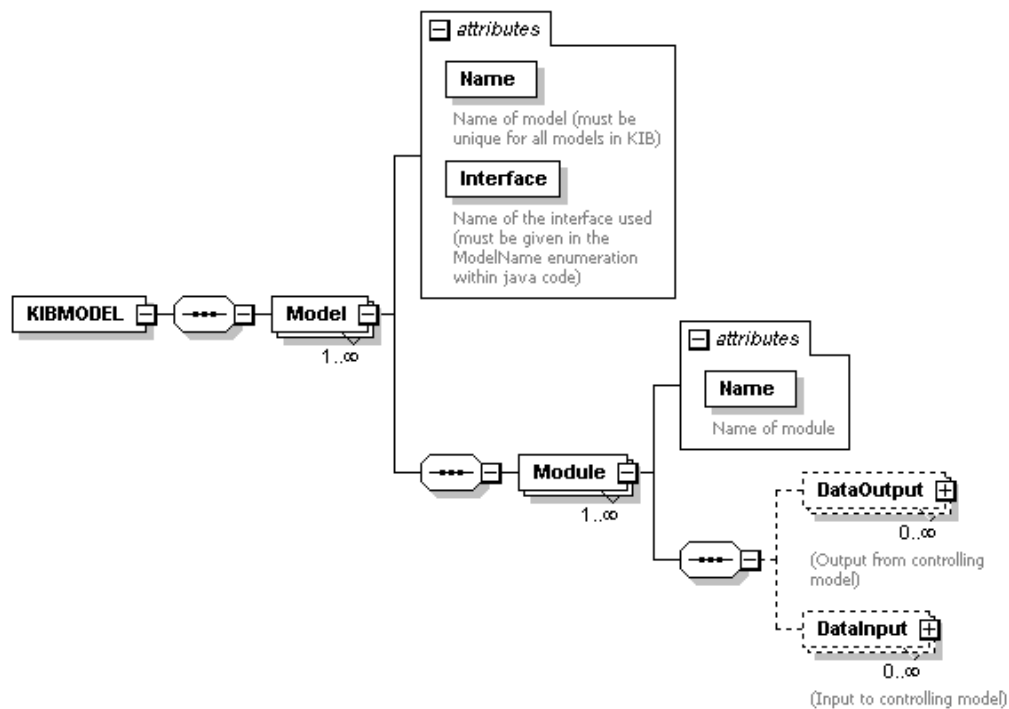 attributes
Name
Name of model (must be
unique for all models in KIB)
Interface
Name of the interface used
(must be given in the
ModelName enumeration
within java code)
KIBMODEL
Model
1..∞
attributes
Name
Name of module
Module
1..∞
DataOutput
0..∞
(Output from controlling
model)
DataInput
0..∞
(Input to controlling model)